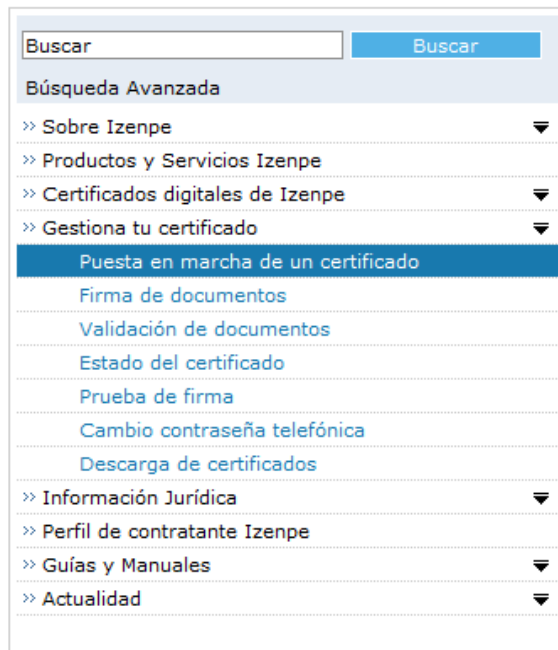 Buscar Buscar
Búsqueda Avanzada
» Sobre Izenpe
» Productos y Servicios Izenpe
» Certificados digitales de Izenpe
» Gestiona tu certificado
Puesta en marcha de un certificado
Firma de documentos
Validación de documentos
Estado del certificado
Prueba de firma
Cambio contraseña telefónica
Descarga de certificados
» Información Jurídica
» Perfil de contratante Izenpe
» Guías y Manuales
» Actualidad